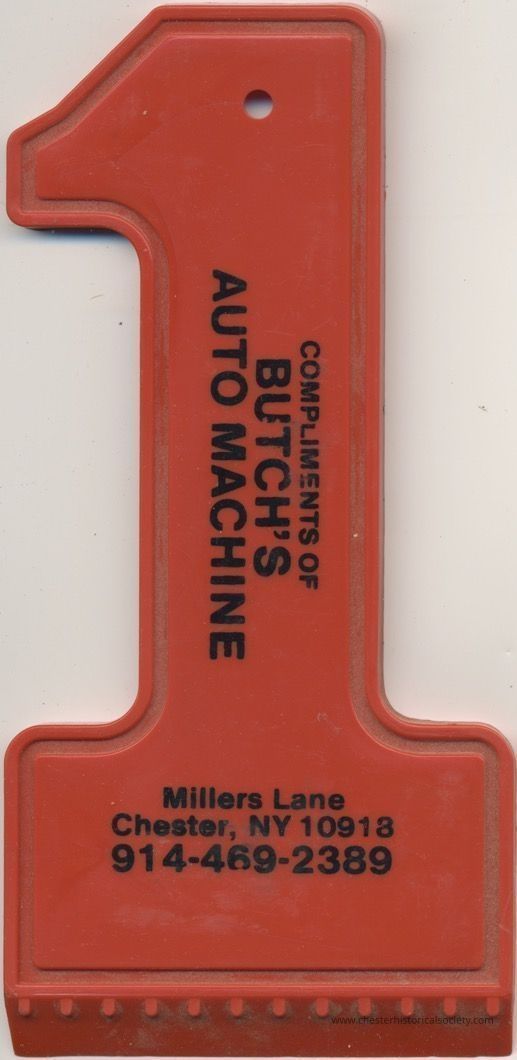 COMPLIMENTS OF
BUTCH'S
AUTO MACHINE
Millers Lane
Chester, NY 10918
914-469-2389
www.chesterhistoricalsociety.com